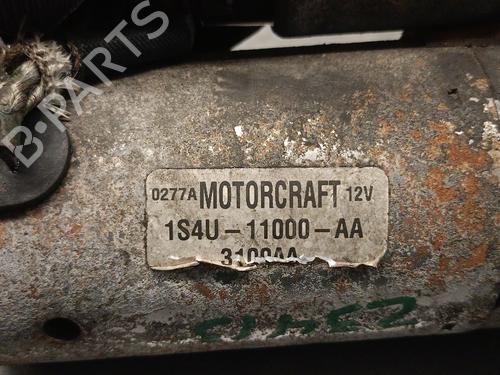 B-PARTS
0277A MOTORCRAFT 12V
1S4U-11000-AA
3100AA